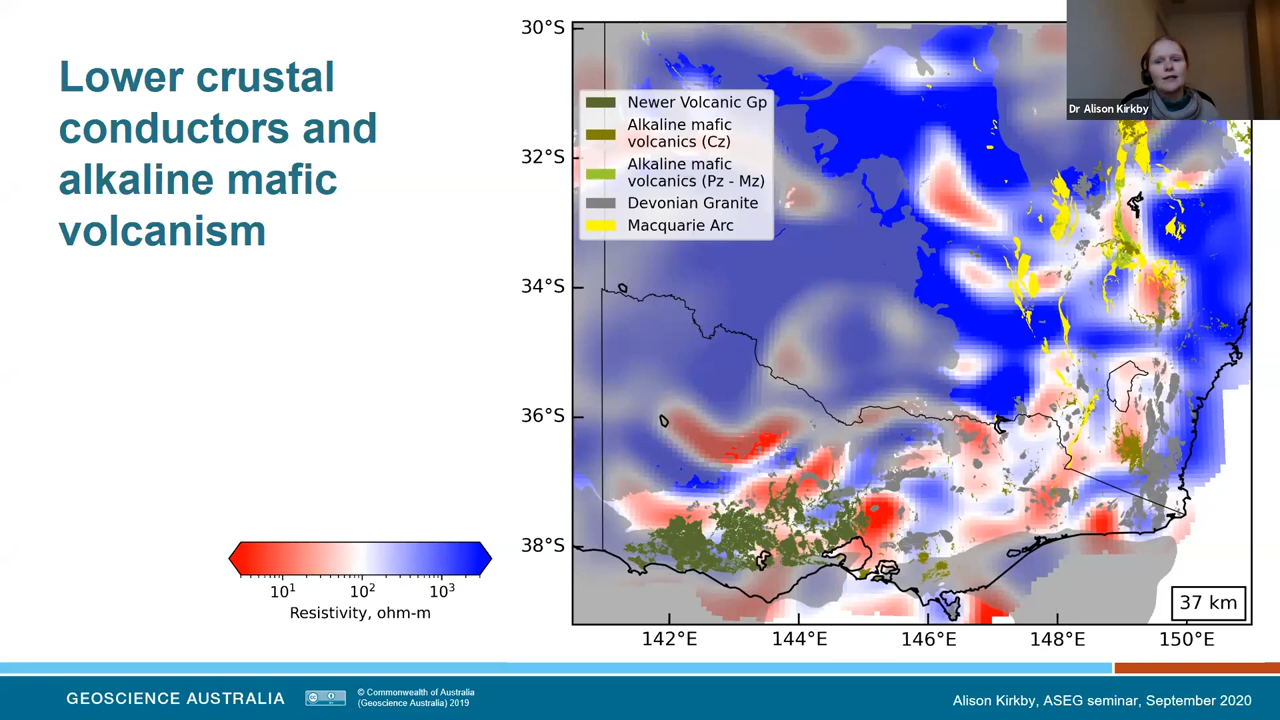 Lower crustal
conductors and
alkaline mafic
volcanism
30°S
32°S
34°S
36°S
38°S
Newer Volcanic Gp
Alkaline mafic
volcanics (Cz)
Alkaline mafic
volcanics (Pz - Mz)
Devonian Granite
Macquarie Arc
Dr Alison Kirkby
37 km
142°E 144°E 146°E 148°E 150°E
10¹ 10² 10³
Resistivity, ohm-m
GEOSCIENCE AUSTRALIA
© Commonwealth of Australia
(Geoscience Australia) 2019
Alison Kirkby, ASEG seminar, September 2020